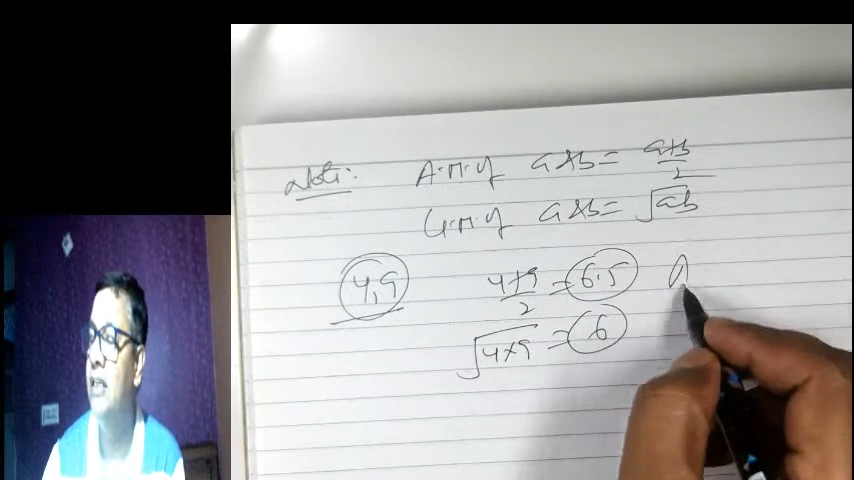 Note:- A.M. of a & b = a+b/2
G.M. of a & b = √ab
4,9 4+9/2 = 6.5 A
√4×9 = 6